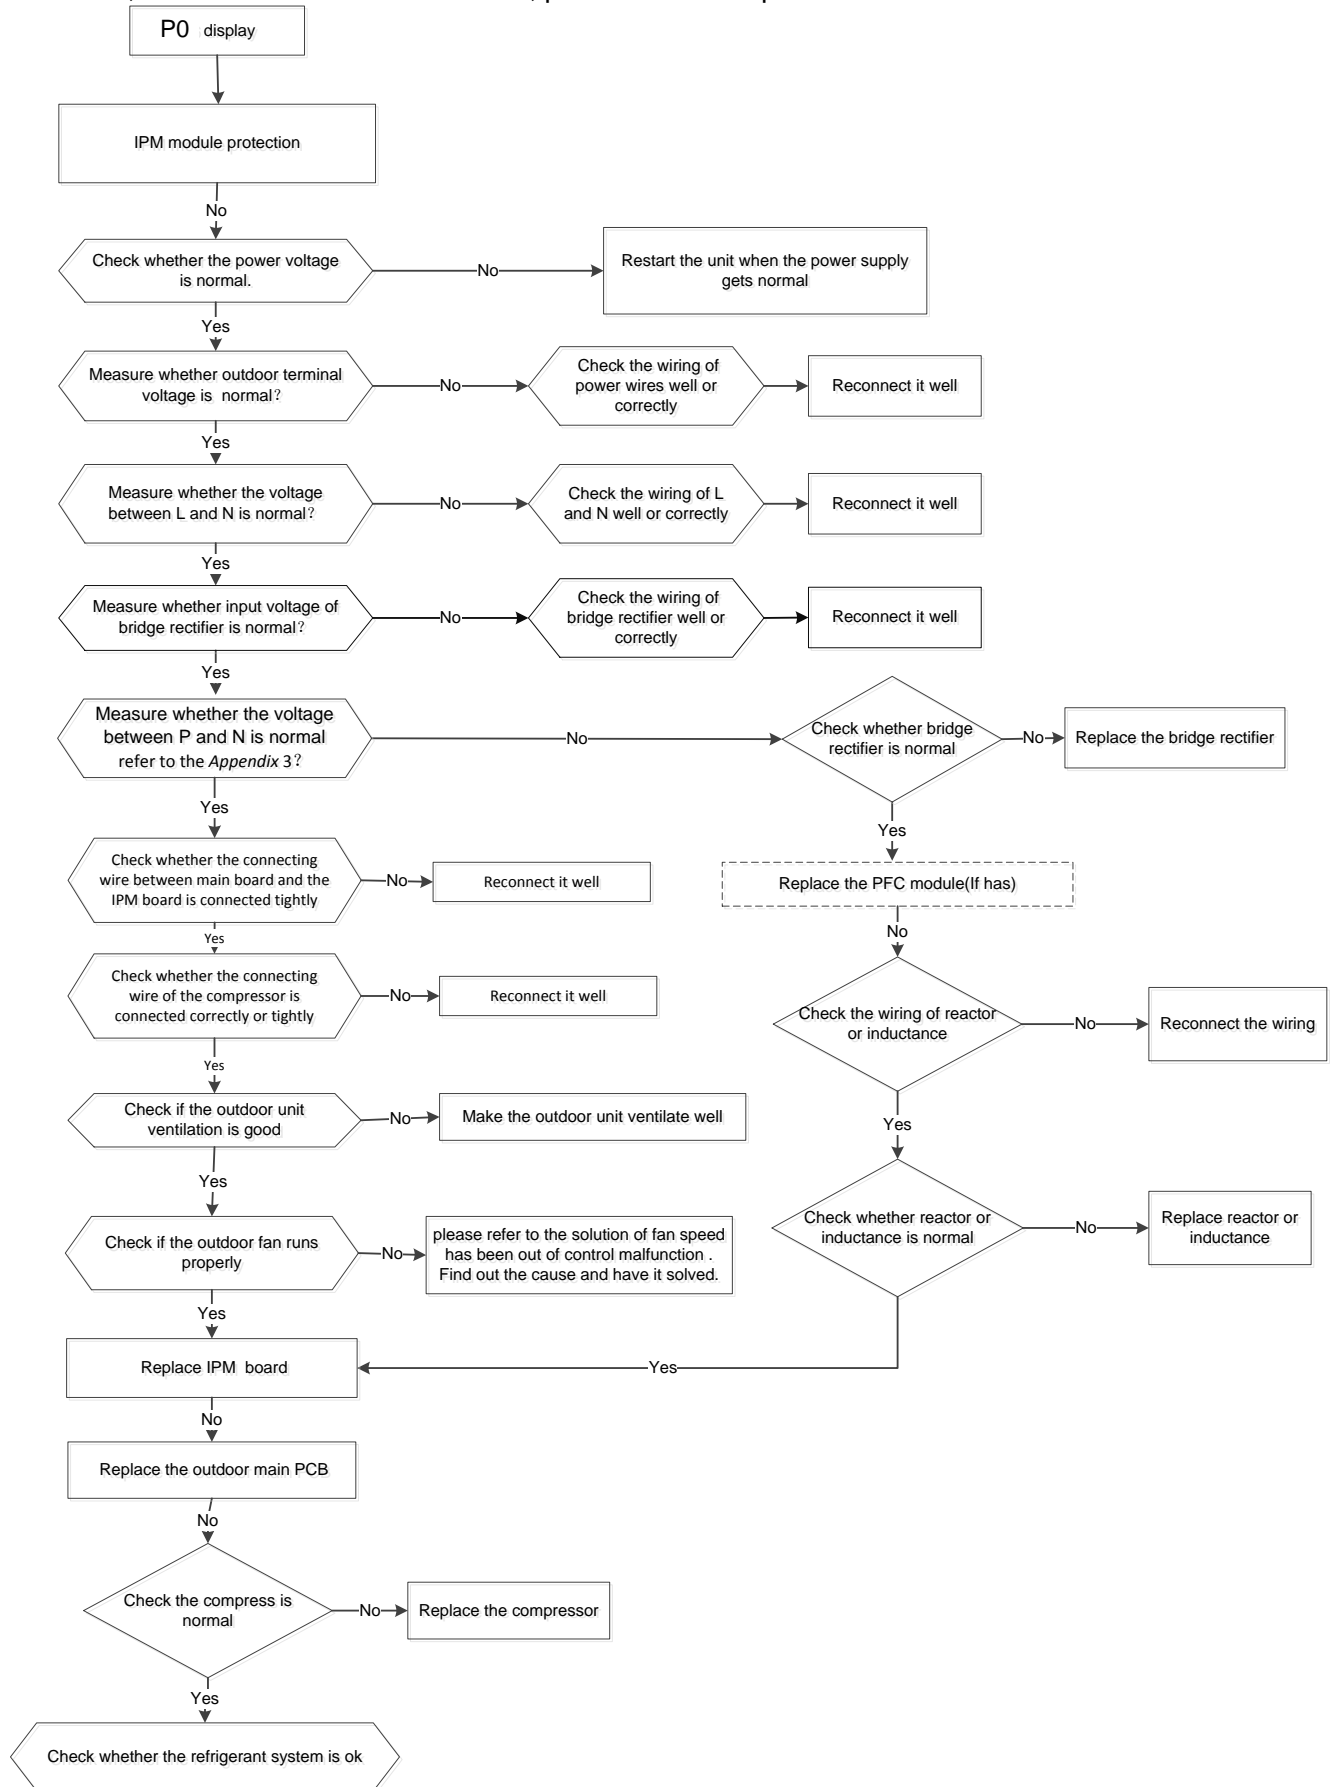 P0 display
IPM module protection
No
Check whether the power voltage
is normal.
No
Restart the unit when the power supply
gets normal
Yes
Measure whether outdoor terminal
voltage is normal?
No
Check the wiring of
power wires well or
correctly
Reconnect it well
Yes
Measure whether the voltage
between L and N is normal?
No
Check the wiring of L
and N well or correctly
Reconnect it well
Yes
Measure whether input voltage of
bridge rectifier is normal?
No
Check the wiring of
bridge rectifier well or
correctly
Reconnect it well
Yes
Measure whether the voltage
between P and N is normal
refer to the Appendix 3?
No
Check whether bridge
rectifier is normal
No
Replace the bridge rectifier
Yes
Yes
Check whether the connecting
wire between main board and the
IPM board is connected tightly
No
Reconnect it well
Replace the PFC module(If has)
Yes
No
Check whether the connecting
wire of the compressor is
connected correctly or tightly
No
Reconnect it well
Check the wiring of reactor
or inductance
No
Reconnect the wiring
Yes
Check if the outdoor unit
ventilation is good
No
Make the outdoor unit ventilate well
Yes
Yes
Check if the outdoor fan runs
properly
No
please refer to the solution of fan speed
has been out of control malfunction .
Find out the cause and have it solved.
Check whether reactor or
inductance is normal
No
Replace reactor or
inductance
Yes
Replace IPM board
Yes
No
Replace the outdoor main PCB
No
Check the compress is
normal
No
Replace the compressor
Yes
Check whether the refrigerant system is ok